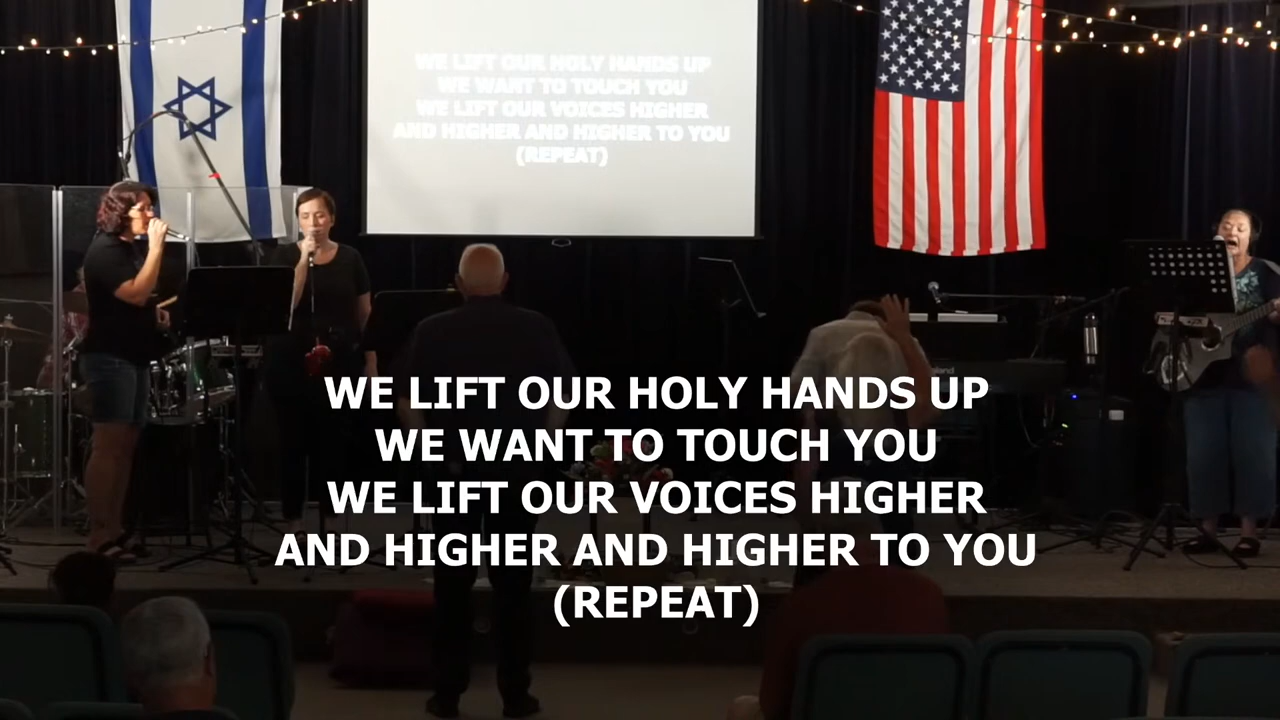 WE LIFT OUR HOLY HANDS UP
WE WANT TO TOUCH YOU
WE LIFT OUR VOICES HIGHER
AND HIGHER AND HIGHER TO YOU
(REPEAT)
WE LIFT OUR HOLY HANDS UP
WE WANT TO TOUCH YOU
WE LIFT OUR VOICES HIGHER
AND HIGHER AND HIGHER TO YOU
(REPEAT)